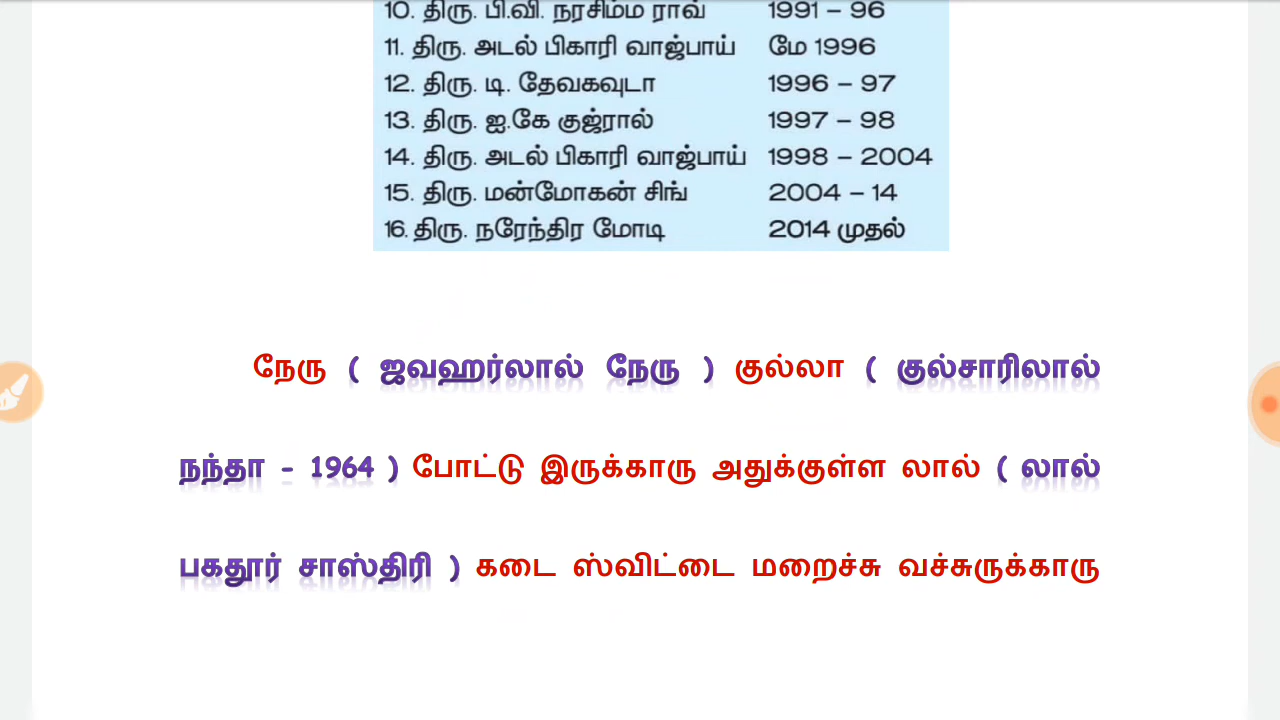 10. திரு. பி.வி. நரசிம்ம ராவ் 1991 – 96
11. திரு. அடல் பிகாரி வாஜ்பாய் மே 1996
12. திரு. டி. தேவகவுடா 1996 – 97
13. திரு. ஐ.கே குஜ்ரால் 1997 – 98
14. திரு. அடல் பிகாரி வாஜ்பாய் 1998 – 2004
15. திரு. மன்மோகன் சிங் 2004 – 14
16. திரு. நரேந்திர மோடி 2014 முதல்
நேரு ( ஜவஹர்லால் நேரு ) குல்லா ( குல்சாரிலால்
நந்தா - 1964 ) போட்டு இருக்காரு அதுக்குள்ள லால் ( லால்
பகதூர் சாஸ்திரி ) கடை ஸ்விட்டை மறைச்சு வச்சுருக்காரு